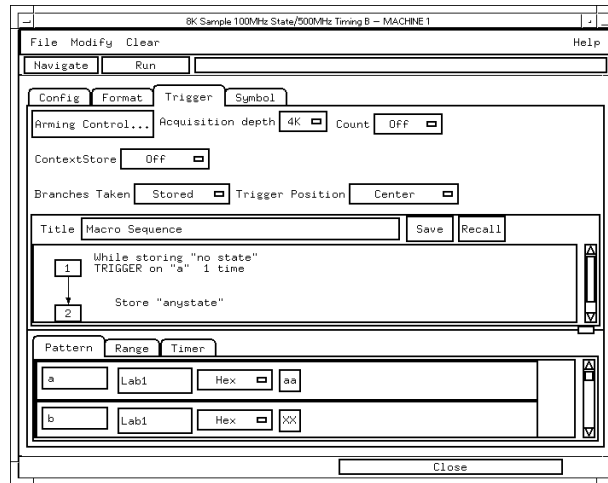 8K Sample 100MHz State/500MHz Timing B — MACHINE 1
File Modify Clear Help
Navigate Run
Config Format Trigger Symbol
Arming Control... Acquisition depth 4K Count Off
ContextStore Off
Branches Taken Stored Trigger Position Center
Title Macro Sequence Save Recall
While storing "no state"
1 TRIGGER on "a" 1 time
Store "anystate"
2
Pattern Range Timer
a Lab1 Hex aa
b Lab1 Hex XX
Close